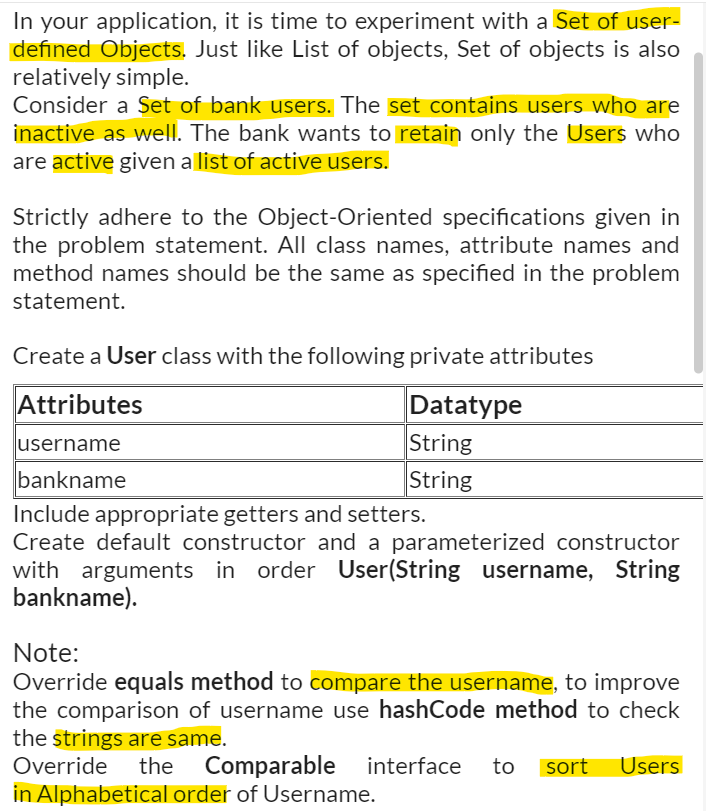 In your application, it is time to experiment with a Set of user-
defined Objects. Just like List of objects, Set of objects is also
relatively simple.
Consider a Set of bank users. The set contains users who are
inactive as well. The bank wants to retain only the Users who
are active given a list of active users.
Strictly adhere to the Object-Oriented specifications given in
the problem statement. All class names, attribute names and
method names should be the same as specified in the problem
statement.
Create a User class with the following private attributes
Attributes Datatype
username String
bankname String
Include appropriate getters and setters.
Create default constructor and a parameterized constructor
with arguments in order User(String username, String
bankname).
Note:
Override equals method to compare the username, to improve
the comparison of username use hashCode method to check
the strings are same.
Override the Comparable interface to sort Users
in Alphabetical order of Username.